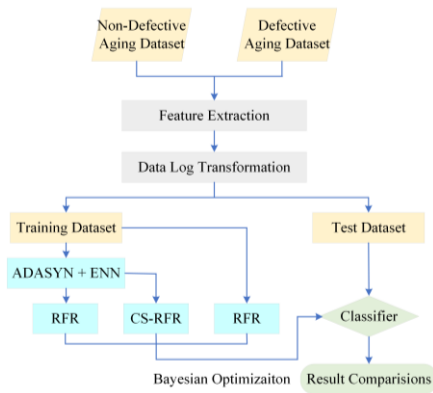 Non-Defective
Aging Dataset
Defective
Aging Dataset
Feature Extraction
Data Log Transformation
Training Dataset
Test Dataset
ADASYN + ENN
RFR
CS-RFR
RFR
Classifier
Bayesian Optimizaiton
Result Comparisions